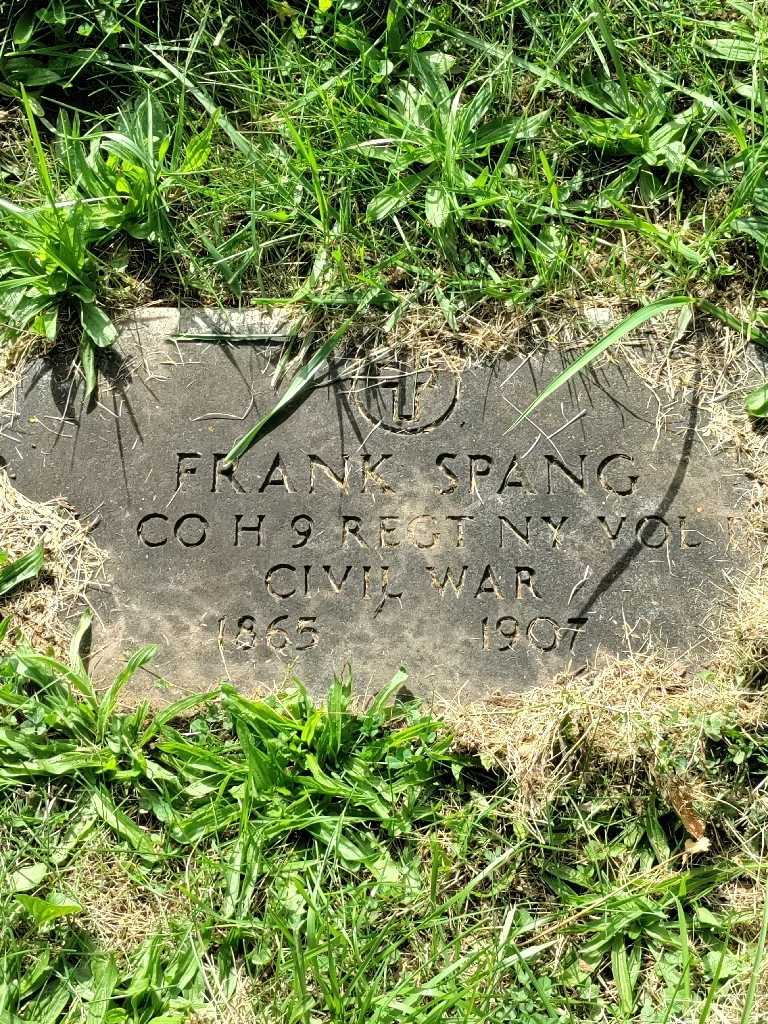 FRANK SPANG
CO H 9 REGT NY VOL
CIVIL WAR
1865 1907